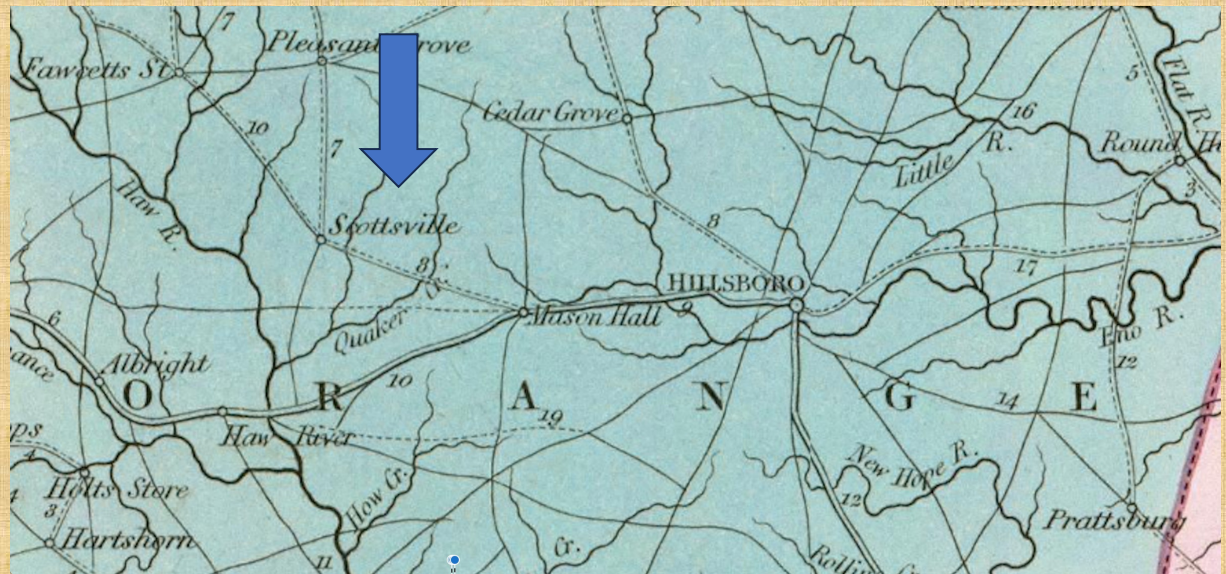 7
Pleasant Grove
Fawcetts St.
5
Flat R.
10
Cedar Grove
16
7
Little R.
Round
3
Haw R.
Scottsville
8
8
17
HILLSBORO
Quaker Cr.
Mason Hall
9
6
Eno R.
Albright
10
12
O R A N G E
19
14
Haw River
4
New Hope R.
How Cr.
12
Holts Store
3
4
Prattsburg
Hartshorn
Cr.
11